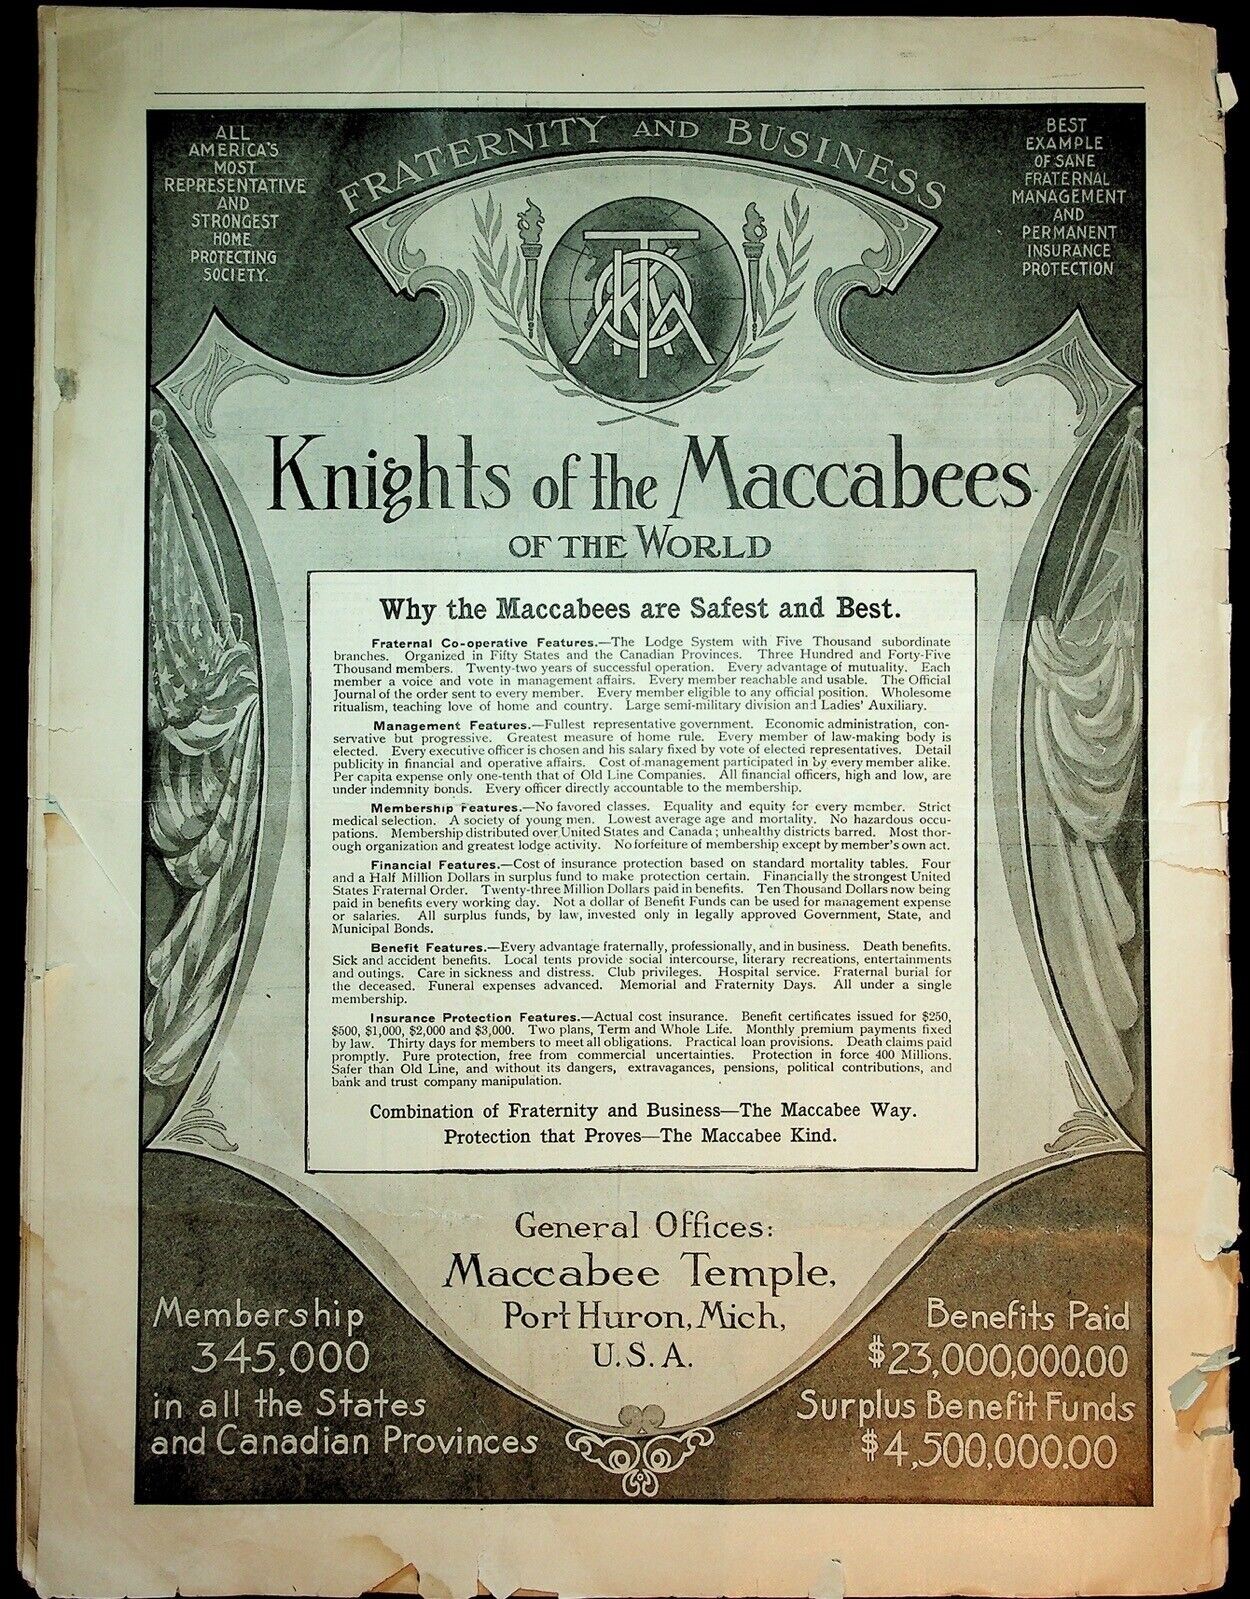 ALL
AMERICA'S
MOST
REPRESENTATIVE
AND
STRONGEST
HOME
PROTECTING
SOCIETY.
FRATERNITY AND BUSINESS
BEST
EXAMPLE
OF SANE
FRATERNAL
MANAGEMENT
AND
PERMANENT
INSURANCE
PROTECTION
KOTM
Knights of the Maccabees
OF THE WORLD
Why the Maccabees are Safest and Best.
Fraternal Co-operative Features.—The Lodge System with Five Thousand subordinate
branches. Organized in Fifty States and the Canadian Provinces. Three Hundred and Forty-Five
Thousand members. Twenty-two years of successful operation. Every advantage of mutuality. Each
member a voice and vote in management affairs. Every member reachable and usable. The Official
Journal of the order sent to every member. Every member eligible to any official position. Wholesome
ritualism, teaching love of home and country. Large semi-military division and Ladies' Auxiliary.
Management Features.—Fullest representative government. Economic administration, con-
servative but progressive. Greatest measure of home rule. Every member of law-making body is
elected. Every executive officer is chosen and his salary fixed by vote of elected representatives. Detail
publicity in financial and operative affairs. Cost of management participated in by every member alike.
Per capita expense only one-tenth that of Old Line Companies. All financial officers, high and low, are
under indemnity bonds. Every officer directly accountable to the membership.
Membership Features.—No favored classes. Equality and equity for every member. Strict
medical selection. A society of young men. Lowest average age and mortality. No hazardous occu-
pations. Membership distributed over United States and Canada; unhealthy districts barred. Most thor-
ough organization and greatest lodge activity. No forfeiture of membership except by member's own act.
Financial Features.—Cost of insurance protection based on standard mortality tables. Four
and a Half Million Dollars in surplus fund to make protection certain. Financially the strongest United
States Fraternal Order. Twenty-three Million Dollars paid in benefits. Ten Thousand Dollars now being
paid in benefits every working day. Not a dollar of Benefit Funds can be used for management expense
or salaries. All surplus funds, by law, invested only in legally approved Government, State, and
Municipal Bonds.
Benefit Features.—Every advantage fraternally, professionally, and in business. Death benefits.
Sick and accident benefits. Local tents provide social intercourse, literary recreations, entertainments
and outings. Care in sickness and distress. Club privileges. Hospital service. Fraternal burial for
the deceased. Funeral expenses advanced. Memorial and Fraternity Days. All under a single
membership.
Insurance Protection Features.—Actual cost insurance. Benefit certificates issued for $250,
$500, $1,000, $2,000 and $3,000. Two plans, Term and Whole Life. Monthly premium payments fixed
by law. Thirty days for members to meet all obligations. Practical loan provisions. Death claims paid
promptly. Pure protection, free from commercial uncertainties. Protection in force 400 Millions.
Safer than Old Line, and without its dangers, extravagances, pensions, political contributions, and
bank and trust company manipulation.
Combination of Fraternity and Business—The Maccabee Way.
Protection that Proves—The Maccabee Kind.
General Offices:
Maccabee Temple,
Port Huron, Mich,
U.S.A.
Membership
345,000
in all the States
and Canadian Provinces
Benefits Paid
$23,000,000.00
Surplus Benefit Funds
$4,500,000.00